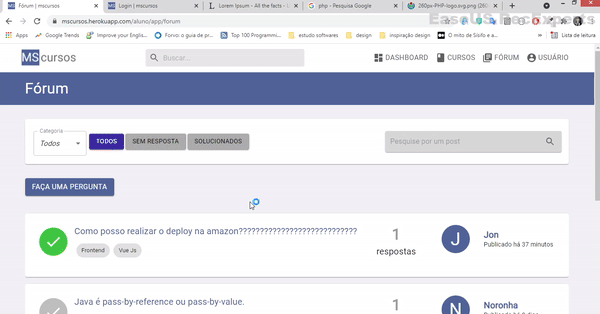 Fórum | mscursos
Login | mscursos
Lorem Ipsum - All the facts - L
php - Pesquisa Google
260px-PHP-logo.svg.png (26
EaseUS RecExperts
mscursos.herokuapp.com/aluno/app/forum
Apps
Google Trends
Improve Your Englis...
Forvo: o guia de pr...
Top 100 Programmi...
estudo softwares
design
inspiração design
O mito de Sísifo e a...
Lista de leitura
MScursos
Buscar...
DASHBOARD
CURSOS
FÓRUM
USUÁRIO
Fórum
Categoria
Todos
TODOS
SEM RESPOSTA
SOLUCIONADOS
Pesquise por um post
FAÇA UMA PERGUNTA
Como posso realizar o deploy na amazon????????????????????????????
Frontend
Vue Js
1
respostas
J
Jon
Publicado há 37 minutos
Java é pass-by-reference ou pass-by-value.
1
N
Noronha